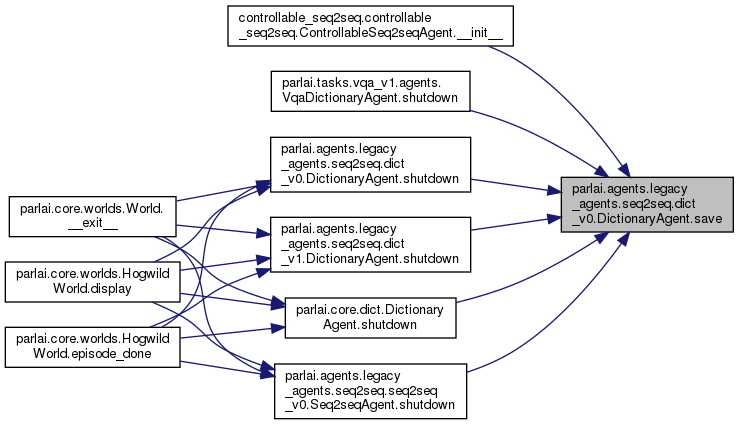 controllable_seq2seq.controllable
_seq2seq.ControllableSeq2seqAgent.__init__
parlai.tasks.vqa_v1.agents.
VqaDictionaryAgent.shutdown
parlai.agents.legacy
_agents.seq2seq.dict
_v0.DictionaryAgent.shutdown
parlai.agents.legacy
_agents.seq2seq.dict
_v0.DictionaryAgent.save
parlai.core.worlds.World.
__exit__
parlai.agents.legacy
_agents.seq2seq.dict
_v1.DictionaryAgent.shutdown
parlai.core.worlds.Hogwild
World.display
parlai.core.dict.Dictionary
Agent.shutdown
parlai.core.worlds.Hogwild
World.episode_done
parlai.agents.legacy
_agents.seq2seq.seq2seq
_v0.Seq2seqAgent.shutdown